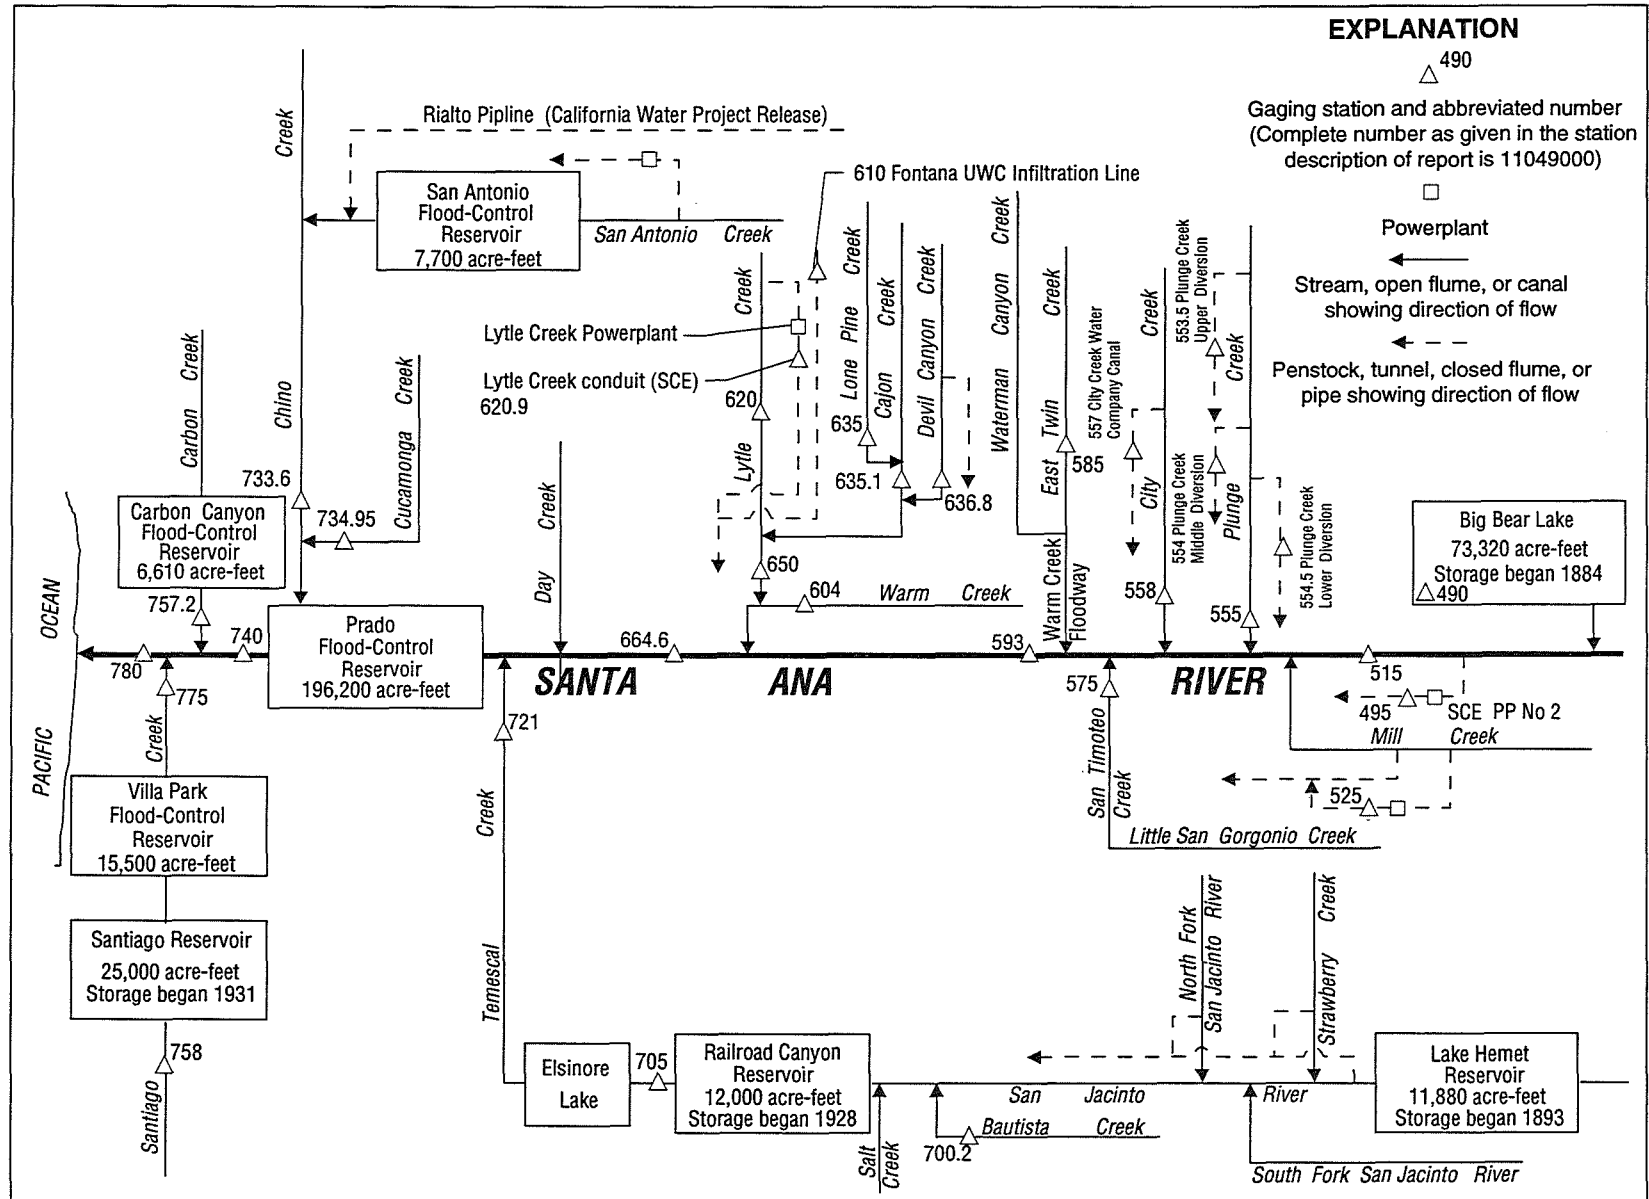 EXPLANATION
490
Gaging station and abbreviated number
(Complete number as given in the station
description of report is 11049000)
Powerplant
Stream, open flume, or canal
showing direction of flow
Penstock, tunnel, closed flume, or
pipe showing direction of flow
Rialto Pipline (California Water Project Release)
San Antonio
Flood-Control
Reservoir
7,700 acre-feet
San Antonio Creek
Chino Creek
610 Fontana UWC Infiltration Line
Lytle Creek Powerplant
Lytle Creek conduit (SCE)
620.9
620
Lytle Creek
Lone Pine Creek
635
Cajon Creek
635.1
Devil Canyon Creek
636.8
650
Waterman Canyon Creek
East Twin Creek
585
Warm Creek
Floodway
604
Warm Creek
557 City Creek Water
Company Canal
City Creek
558
553.5 Plunge Creek
Upper Diversion
554 Plunge Creek
Middle Diversion
Plunge Creek
554.5 Plunge Creek
Lower Diversion
555
Big Bear Lake
73,320 acre-feet
Storage began 1884
490
Carbon Creek
Carbon Canyon
Flood-Control
Reservoir
6,610 acre-feet
757.2
733.6
734.95
Cucamonga Creek
Day Creek
PACIFIC OCEAN
780
740
Prado
Flood-Control
Reservoir
196,200 acre-feet
664.6
593
515
SANTA ANA RIVER
775
Creek
Villa Park
Flood-Control
Reservoir
15,500 acre-feet
Santiago Reservoir
25,000 acre-feet
Storage began 1931
758
Santiago
721
Temescal Creek
575
San Timoteo
Creek
Little San Gorgonio Creek
495
SCE PP No 2
Mill Creek
525
Elsinore
Lake
705
Railroad Canyon
Reservoir
12,000 acre-feet
Storage began 1928
Salt
Creek
700.2
Bautista Creek
San Jacinto River
North Fork
San Jacinto River
Strawberry Creek
South Fork San Jacinto River
Lake Hemet
Reservoir
11,880 acre-feet
Storage began 1893